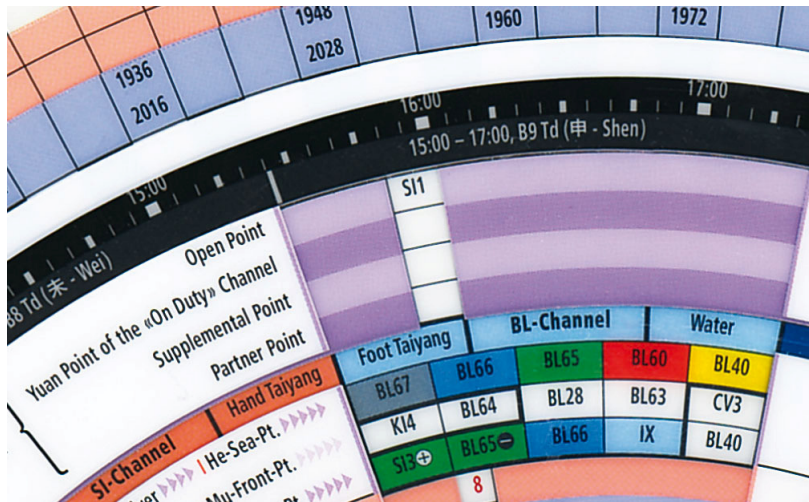 1936
2016
1948
2028
1960
1972
15:00
16:00
17:00
B8 Td (未 - Wei)
15:00 – 17:00, B9 Td (申 - Shen)
Open Point
Yuan Point of the «On Duty» Channel
Supplemental Point
Partner Point
SI1
SI-Channel
Hand Taiyang
Foot Taiyang
BL-Channel
Water
BL67
BL66
BL65
BL60
BL40
KI4
BL64
BL28
BL63
CV3
SI3+
BL65−
BL66
IX
BL40
He-Sea-Pt.
Mu-Front-Pt.
8